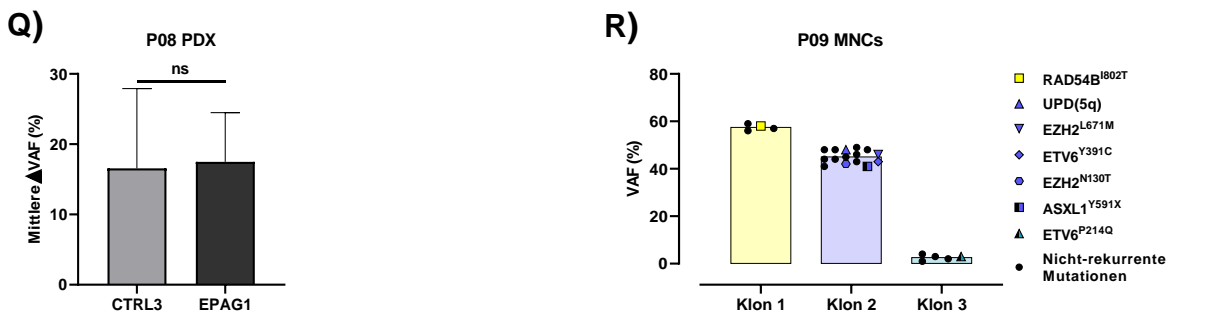 Q)
P08 PDX
Mittlere ▲VAF (%)
30
20
10
0
ns
CTRL3
EPAG1
R)
P09 MNCs
VAF (%)
80
60
40
20
0
Klon 1
Klon 2
Klon 3
RAD54B^I802T
UPD(5q)
EZH2^L671M
ETV6^Y391C
EZH2^N130T
ASXL1^Y591X
ETV6^P214Q
Nicht-rekurrente
Mutationen